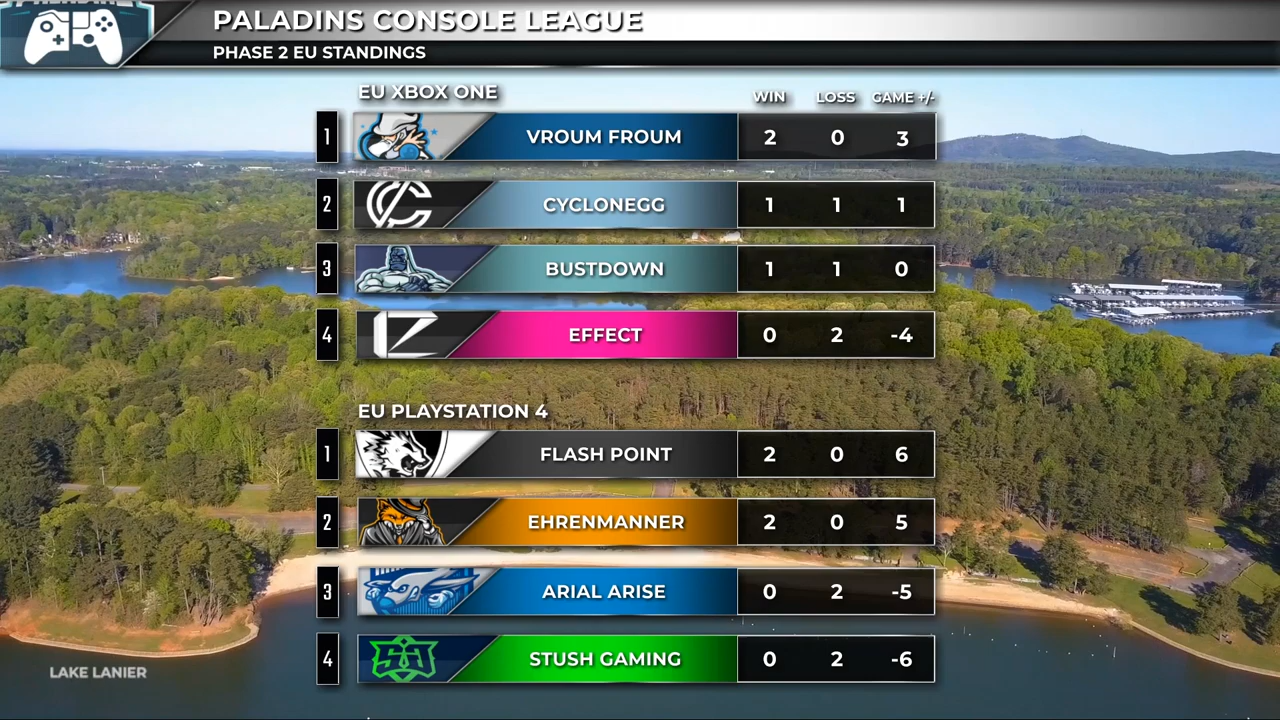 PALADINS CONSOLE LEAGUE
PHASE 2 EU STANDINGS
EU XBOX ONE WIN LOSS GAME +/-
1 VROUM FROUM 2 0 3
2 CYCLONEGG 1 1 1
3 BUSTDOWN 1 1 0
4 EFFECT 0 2 -4
EU PLAYSTATION 4
1 FLASH POINT 2 0 6
2 EHRENMANNER 2 0 5
3 ARIAL ARISE 0 2 -5
4 STUSH GAMING 0 2 -6
LAKE LANIER